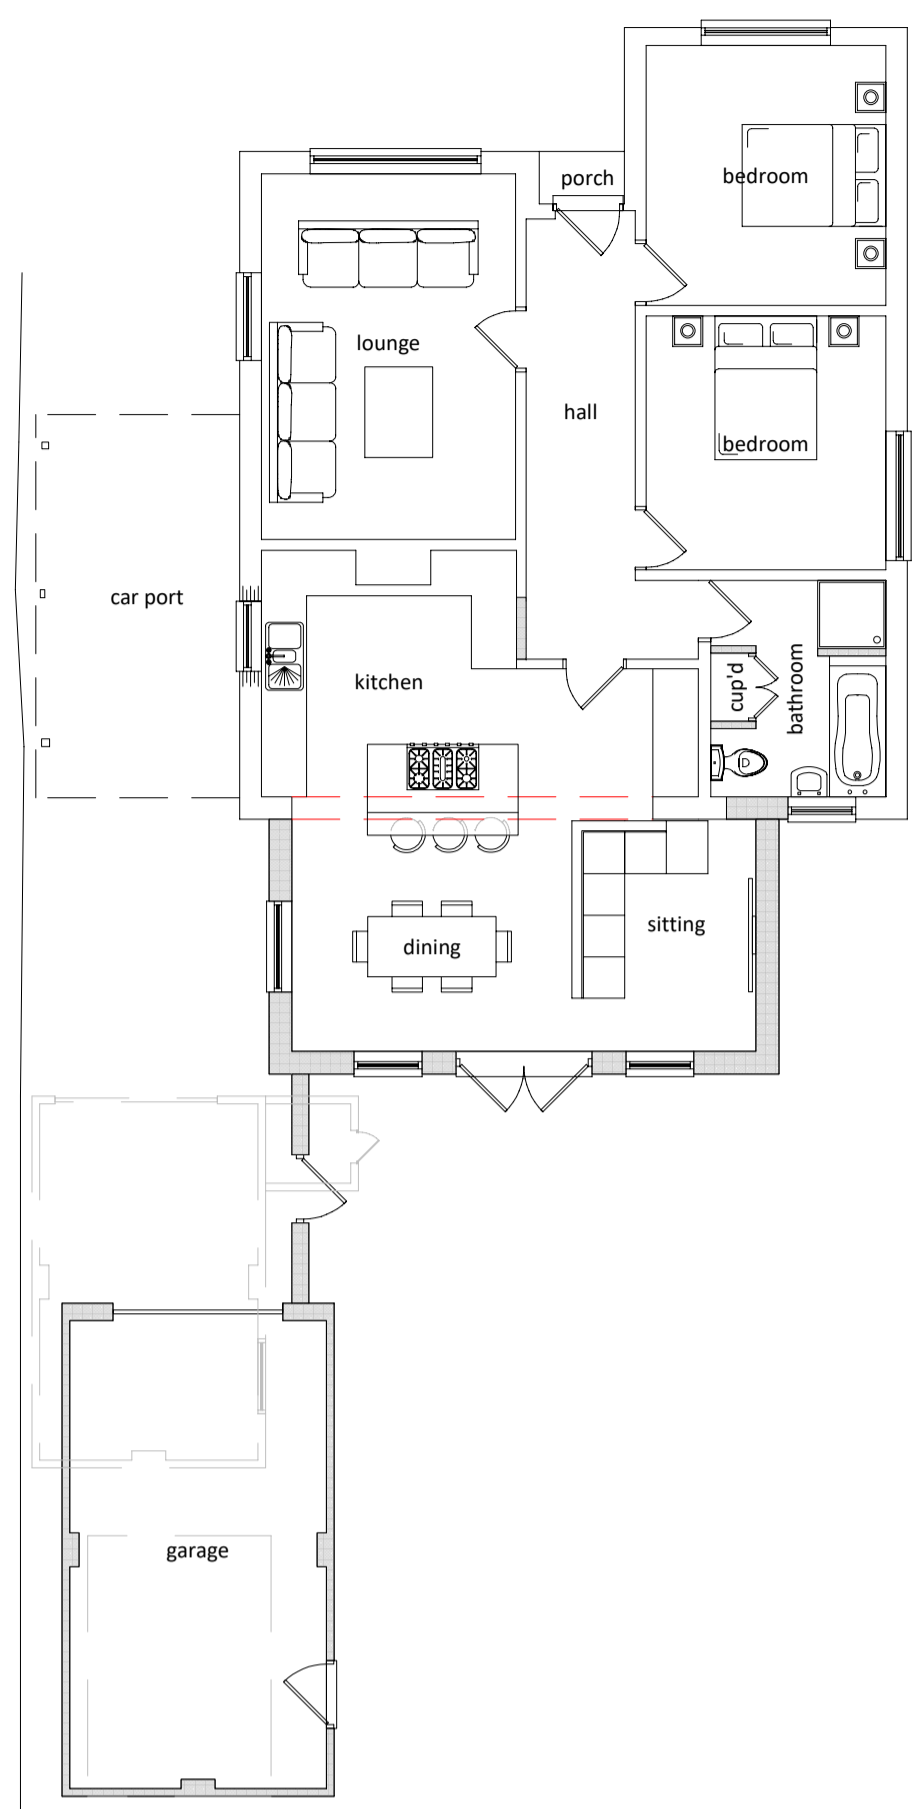 porch
bedroom
lounge
hall
bedroom
car port
kitchen
cup'd
bathroom
sitting
dining
garage